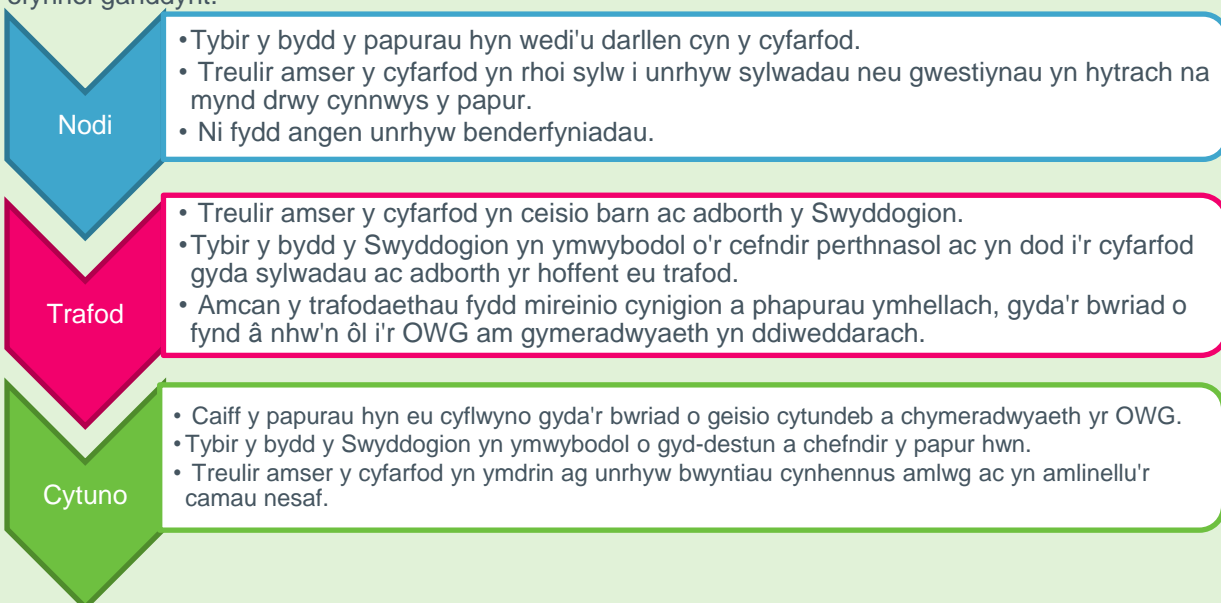 Nodi
•Tybir y bydd y papurau hyn wedi'u darllen cyn y cyfarfod.
• Treulir amser y cyfarfod yn rhoi sylw i unrhyw sylwadau neu gwestiynau yn hytrach na
mynd drwy cynnwys y papur.
• Ni fydd angen unrhyw benderfyniadau.
Trafod
• Treulir amser y cyfarfod yn ceisio barn ac adborth y Swyddogion.
•Tybir y bydd y Swyddogion yn ymwybodol o'r cefndir perthnasol ac yn dod i'r cyfarfod
gyda sylwadau ac adborth yr hoffent eu trafod.
• Amcan y trafodaethau fydd mireinio cynigion a phapurau ymhellach, gyda'r bwriad o
fynd â nhw'n ôl i'r OWG am gymeradwyaeth yn ddiweddarach.
Cytuno
• Caiff y papurau hyn eu cyflwyno gyda'r bwriad o geisio cytundeb a chymeradwyaeth yr OWG.
•Tybir y bydd y Swyddogion yn ymwybodol o gyd-destun a chefndir y papur hwn.
• Treulir amser y cyfarfod yn ymdrin ag unrhyw bwyntiau cynhennus amlwg ac yn amlinellu'r
camau nesaf.